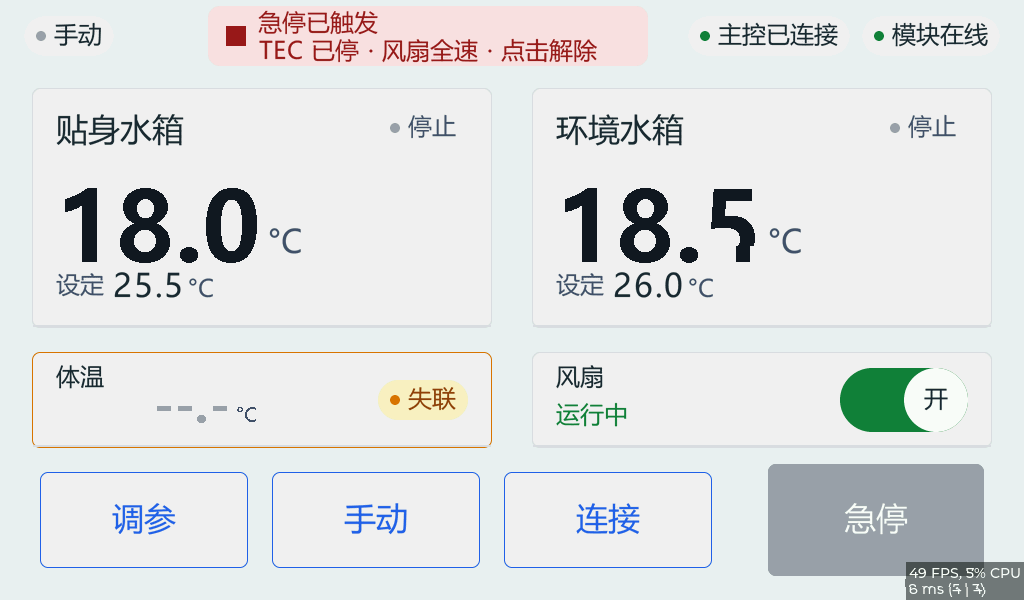 手动
急停已触发
TEC 已停 · 风扇全速 · 点击解除
主控已连接
模块在线
贴身水箱
停止
18.0 °C
设定 25.5 °C
环境水箱
停止
18.5 °C
设定 26.0 °C
体温
--.- °C
失联
风扇
运行中
开
调参
手动
连接
急停
49 FPS, 5% CPU
8 ms